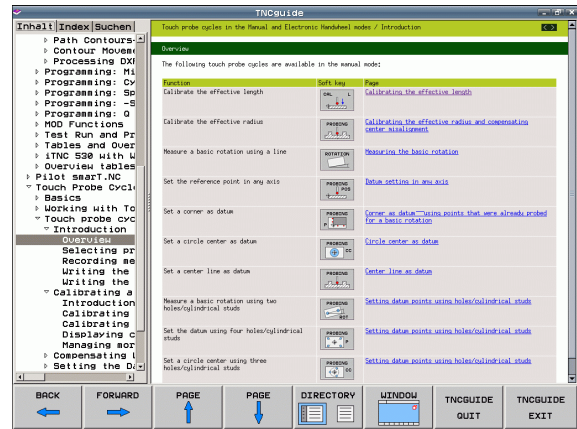 TNCguide
Inhalt Index Suchen
Path Contours-
Contour Moveme
Processing DXF
Programming: Mi
Programming: Cy
Programming: Sp
Programming: -S
Programming: Q
MOD Functions
Test Run and Pr
Tables and Over
iTNC 530 with W
Overview tables
Pilot smarT.NC
Touch Probe Cycl
Basics
Working with To
Touch probe cyc
Introduction
Overview
Selecting pr
Recording me
Writing the
Writing the
Calibrating a
Introduction
Calibrating
Calibrating
Displaying c
Managing mor
Compensating
Setting the Da
Touch probe cycles in the Manual and Electronic Handwheel modes / Introduction
Overview
The following touch probe cycles are available in the manual mode:
Function Soft key Page
Calibrate the effective length CAL L Calibrating the effective length
Calibrate the effective radius PROBING Calibrating the effective radius and compensating
center misalignment
Measure a basic rotation using a line ROTATION Measuring the basic rotation
Set the reference point in any axis PROBING POS Datum setting in any axis
Set a corner as datum PROBING P Corner as datum—using points that were already probed
for a basic rotation
Set a circle center as datum PROBING CC Circle center as datum
Set a center line as datum PROBING Center line as datum
Measure a basic rotation using two PROBING ROT Setting datum points using holes/cylindrical studs
holes/cylindrical studs
Set the datum using four holes/cylindrical PROBING P Setting datum points using holes/cylindrical studs
studs
Set a circle center using three PROBING CC Setting datum points using holes/cylindrical studs
holes/cylindrical studs
BACK FORWARD PAGE PAGE DIRECTORY WINDOW TNCGUIDE TNCGUIDE
QUIT EXIT